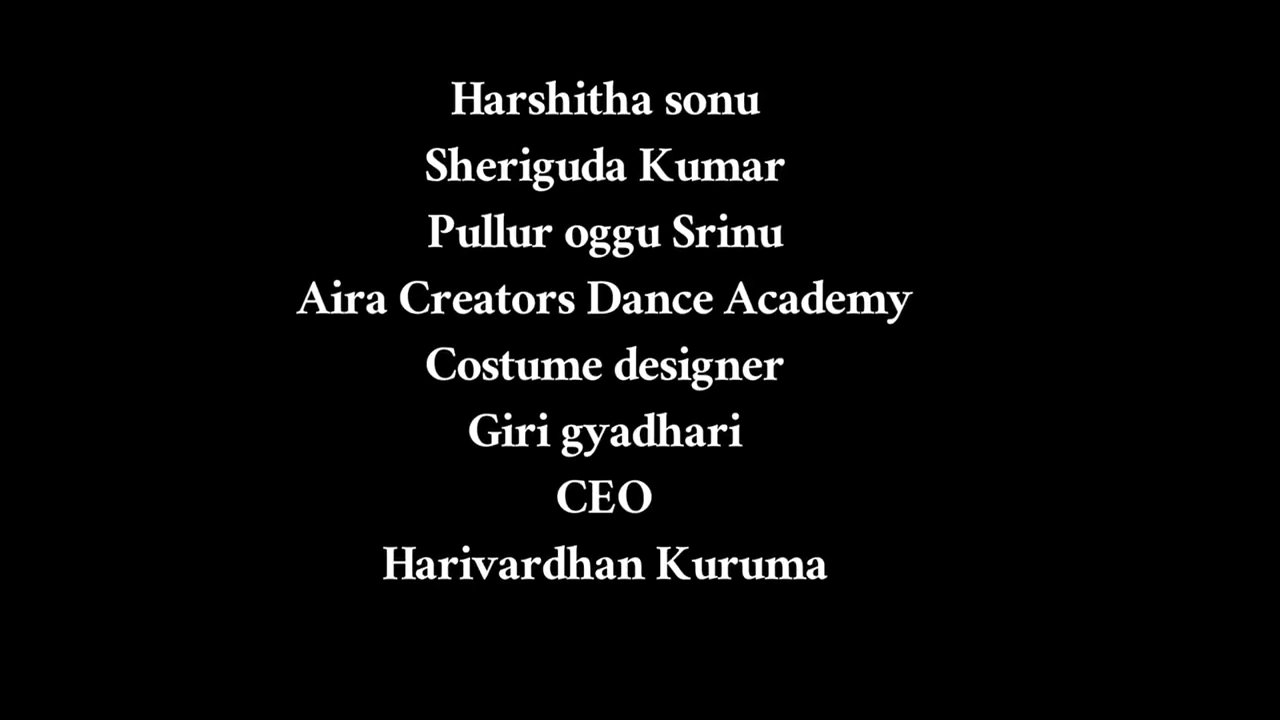 Harshitha sonu
Sheriguda Kumar
Pullur oggu Srinu
Aira Creators Dance Academy
Costume designer
Giri gyadhari
CEO
Harivardhan Kuruma